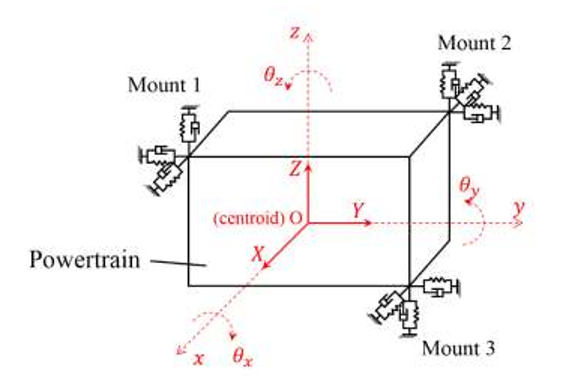 z
Mount 2
θz
Mount 1
Z
θy
(centroid) O
Y
y
X
Powertrain
x
θx
Mount 3